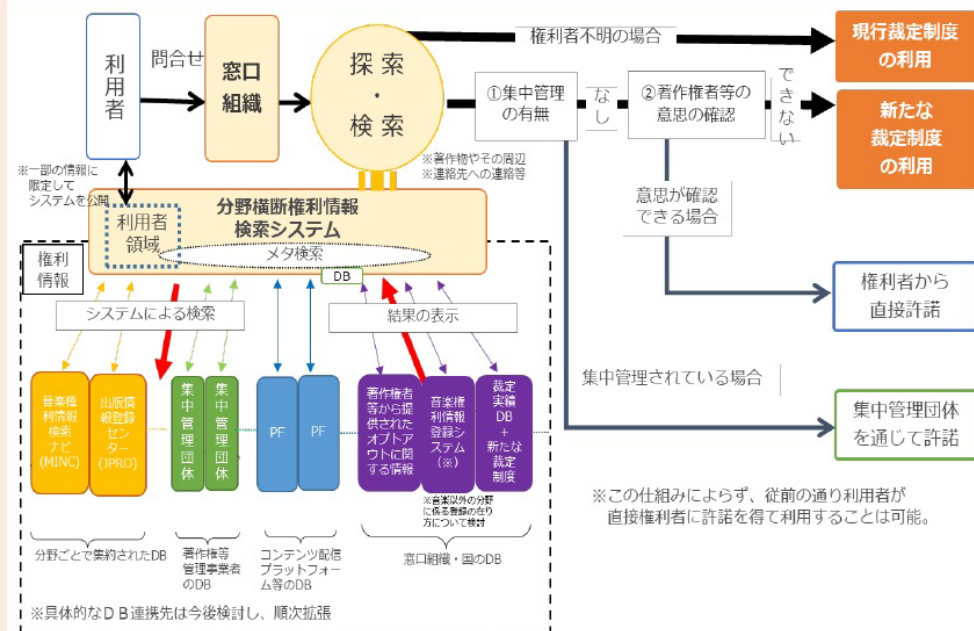 利用者
問合せ
窓口
組織
探索
・
検索
権利者不明の場合
現行裁定制度
の利用
①集中管理
の有無
なし
②著作権者等の
意思の確認
できない
新たな
裁定制度
の利用
※著作物やその周辺
※連絡先への連絡等
※一部の情報に
限定して
システムを公開
分野横断権利情報
検索システム
利用者
領域
メタ検索
DB
意思が確認
できる場合
権利
情報
システムによる検索
結果の表示
権利者から
直接許諾
音楽権利情報検索ナビ(MINC)
出版情報登録センター(JPRO)
集中管理団体
集中管理団体
PF
PF
著作権者
等から提
供された
オプトア
ウトに関
する情報
音楽権
利情報
登録シス
テム
(※)
裁定
実績
DB
+
新たな
裁定
制度
集中管理されている場合
集中管理団体
を通じて許諾
※音楽以外の分野
に係る登録の在り
方について検討
※この仕組みによらず、従前の通り利用者が
直接権利者に許諾を得て利用することは可能。
分野ごとで集約されたDB
著作権等
管理事業者
のDB
コンテンツ配信
プラットフォー
ム等のDB
窓口組織・国のDB
※具体的なDB連携先は今後検討し、順次拡張